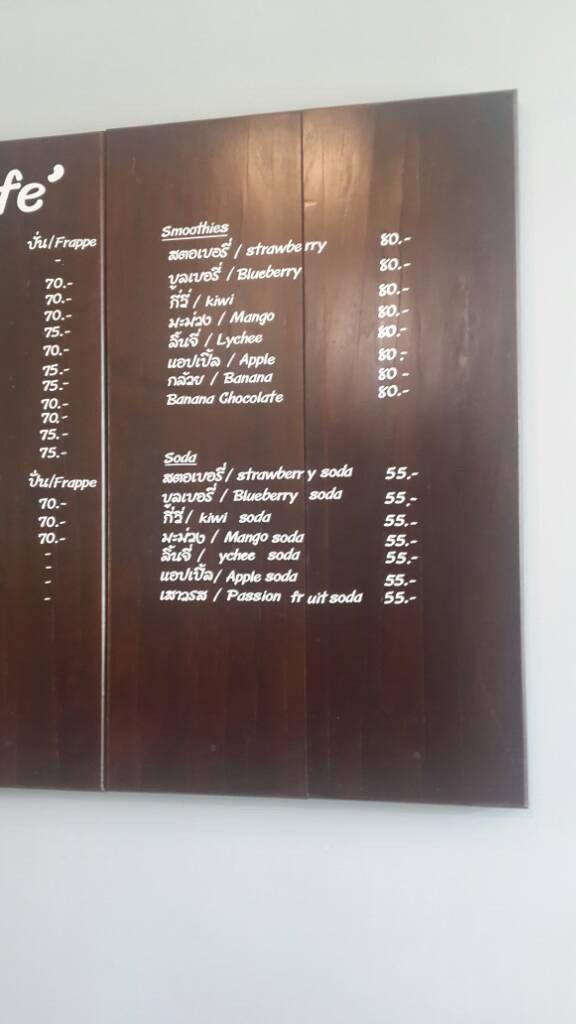 fe'
ปั่น/Frappe
-
70.-
70.-
70.-
75.-
70.-
75.-
75.-
70.-
70.-
75.-
75.-
ปั่น/Frappe
70.-
70.-
70.-
-
-
-
-
Smoothies
สตอเบอรี่ / strawberry 80.-
บูลเบอรี่ / Blueberry 80.-
กีวี่ / kiwi 80.-
มะม่วง / Mango 80.-
ลิ้นจี่ / Lychee 80.-
แอปเปิ้ล / Apple 80.-
กล้วย / Banana 80 -
Banana Chocolate 80.-
Soda
สตอเบอรี่ / strawberry soda 55.-
บูลเบอรี่ / Blueberry soda 55.-
กีวี่ / kiwi soda 55.-
มะม่วง / Mango soda 55.-
ลิ้นจี่ / ychee soda 55.-
แอปเปิ้ล / Apple soda 55.-
เสาวรส / Passion fruit soda 55.-